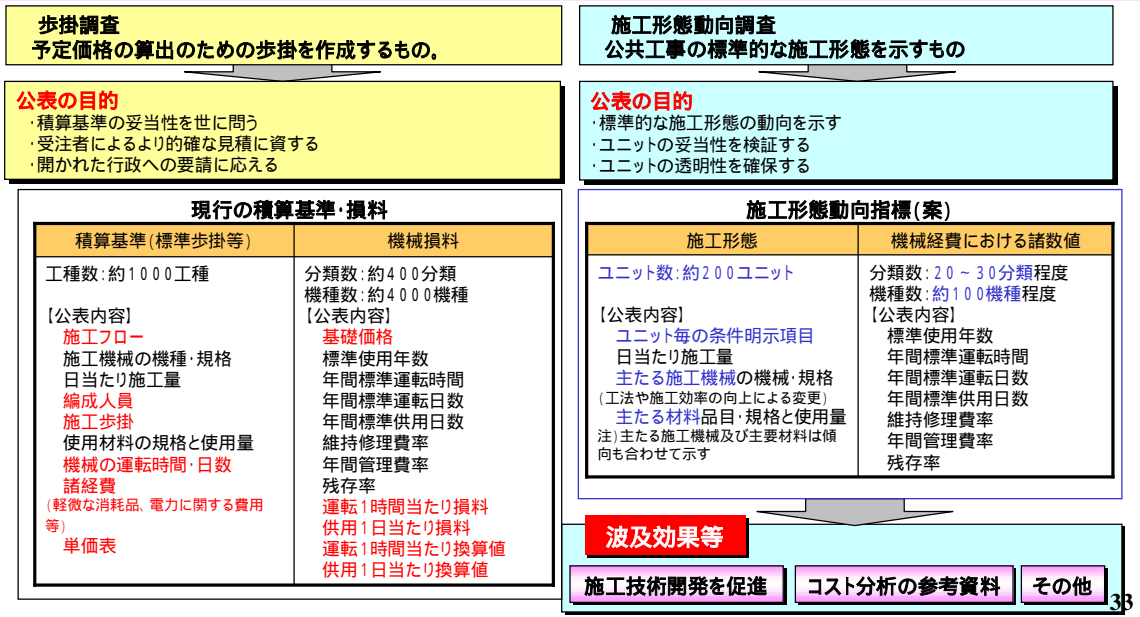 歩掛調査
予定価格の算出のための歩掛を作成するもの。
公表の目的
・積算基準の妥当性を世に問う
・受注者によるより的確な見積に資する
・開かれた行政への要請に応える
現行の積算基準・損料
積算基準(標準歩掛等)
工種数:約1000工種
【公表内容】
施工フロー
施工機械の機種・規格
日当たり施工量
編成人員
施工歩掛
使用材料の規格と使用量
機械の運転時間・日数
諸経費
(軽微な消耗品、電力に関する費用
等)
単価表
機械損料
分類数:約400分類
機種数:約4000機種
【公表内容】
基礎価格
標準使用年数
年間標準運転時間
年間標準運転日数
年間標準供用日数
維持修理費率
年間管理費率
残存率
運転1時間当たり損料
供用1日当たり損料
運転1時間当たり換算値
供用1日当たり換算値
施工形態動向調査
公共工事の標準的な施工形態を示すもの
公表の目的
・標準的な施工形態の動向を示す
・ユニットの妥当性を検証する
・ユニットの透明性を確保する
施工形態動向指標(案)
施工形態
ユニット数:約200ユニット
【公表内容】
ユニット毎の条件明示項目
日当たり施工量
主たる施工機械の機械・規格
(工法や施工効率の向上による変更)
主たる材料品目・規格と使用量
注)主たる施工機械及び主要材料は傾
向も合わせて示す
機械経費における諸数値
分類数:20~30分類程度
機種数:約100機種程度
【公表内容】
標準使用年数
年間標準運転時間
年間標準運転日数
年間標準供用日数
維持修理費率
年間管理費率
残存率
波及効果等
施工技術開発を促進
コスト分析の参考資料
その他
33